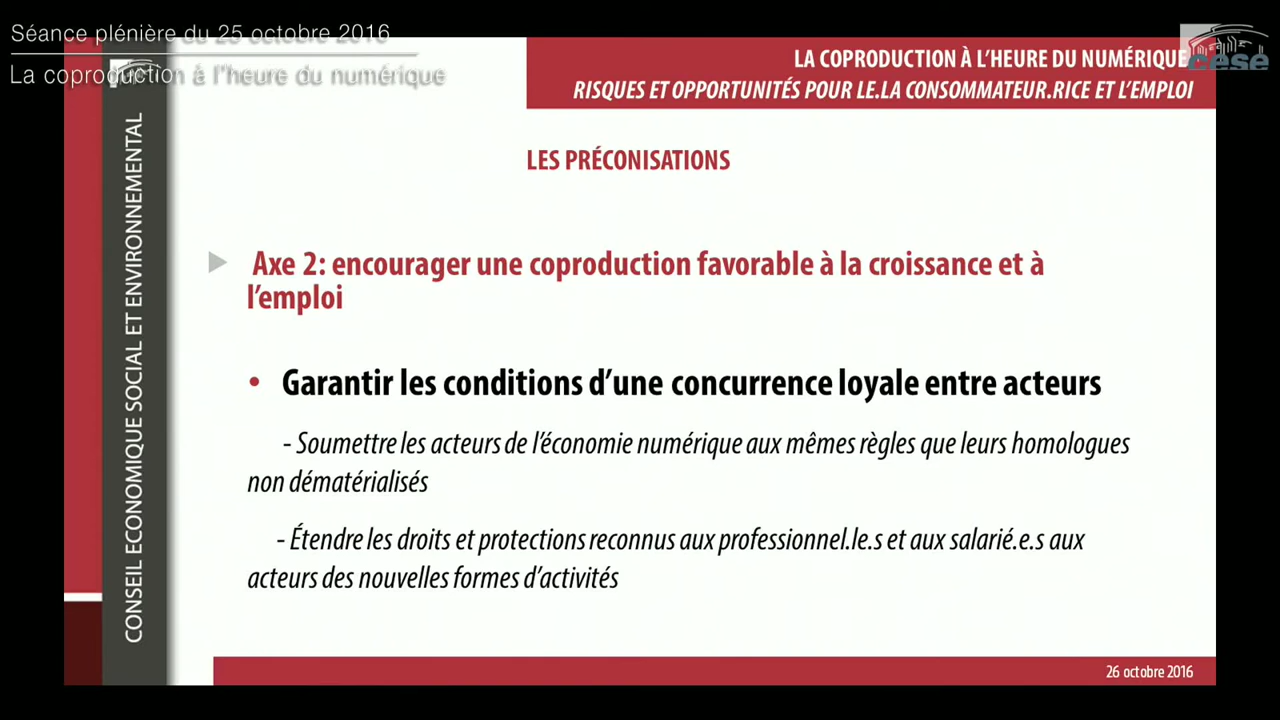 Séance plénière du 25 octobre 2016
La coproduction à l'heure du numérique
cese
LA COPRODUCTION À L'HEURE DU NUMÉRIQUE
RISQUES ET OPPORTUNITÉS POUR LE.LA CONSOMMATEUR.RICE ET L'EMPLOI
CONSEIL ECONOMIQUE SOCIAL ET ENVIRONNEMENTAL
LES PRÉCONISATIONS
Axe 2: encourager une coproduction favorable à la croissance et à
l'emploi
• Garantir les conditions d'une concurrence loyale entre acteurs
- Soumettre les acteurs de l'économie numérique aux mêmes règles que leurs homologues
non dématérialisés
- Étendre les droits et protections reconnus aux professionnel.le.s et aux salarié.e.s aux
acteurs des nouvelles formes d'activités
26 octobre 2016